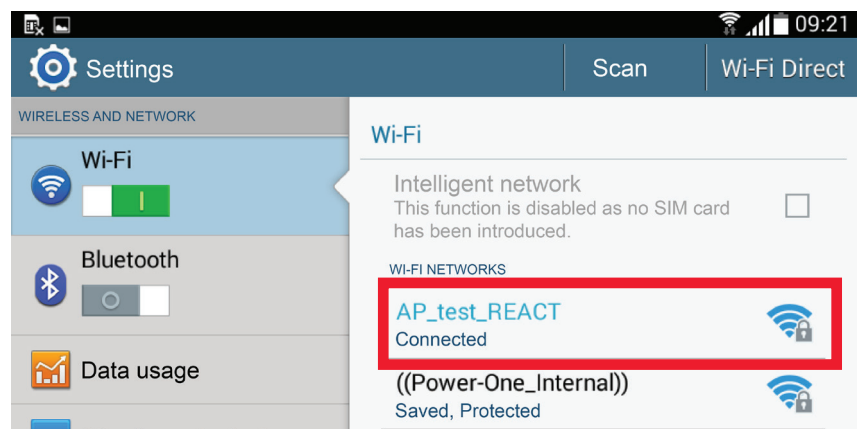 09:21
Settings
Scan
Wi-Fi Direct
WIRELESS AND NETWORK
Wi-Fi
Bluetooth
Data usage
Wi-Fi
Intelligent network
This function is disabled as no SIM card
has been introduced.
WI-FI NETWORKS
AP_test_REACT
Connected
((Power-One_Internal))
Saved, Protected